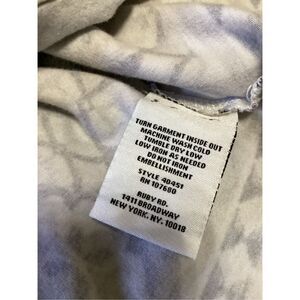 TURN GARMENT INSIDE OUT
MACHINE WASH COLD
TUMBLE DRY LOW
LOW IRON AS NEEDED
DO NOT IRON
EMBELLISHMENT
STYLE 40451
RN 107680
RUBY RD.
1411 BROADWAY
NEW YORK, NY. 10018